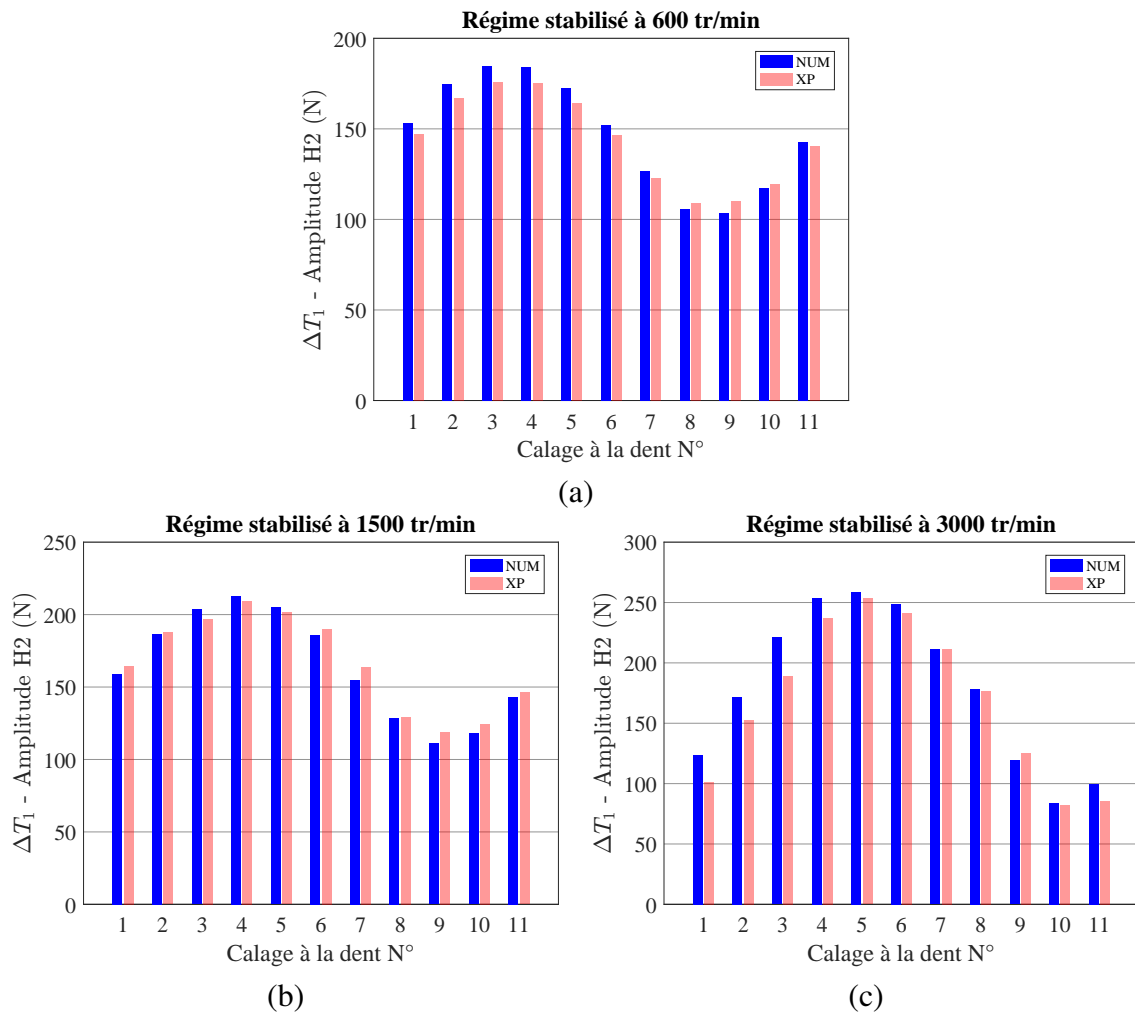 Régime stabilisé à 600 tr/min
200
150
100
50
0
ΔT₁ - Amplitude H2 (N)
NUM
XP
1 2 3 4 5 6 7 8 9 10 11
Calage à la dent N°
(a)
Régime stabilisé à 1500 tr/min
250
200
150
100
50
0
ΔT₁ - Amplitude H2 (N)
NUM
XP
1 2 3 4 5 6 7 8 9 10 11
Calage à la dent N°
(b)
Régime stabilisé à 3000 tr/min
300
250
200
150
100
50
0
ΔT₁ - Amplitude H2 (N)
NUM
XP
1 2 3 4 5 6 7 8 9 10 11
Calage à la dent N°
(c)